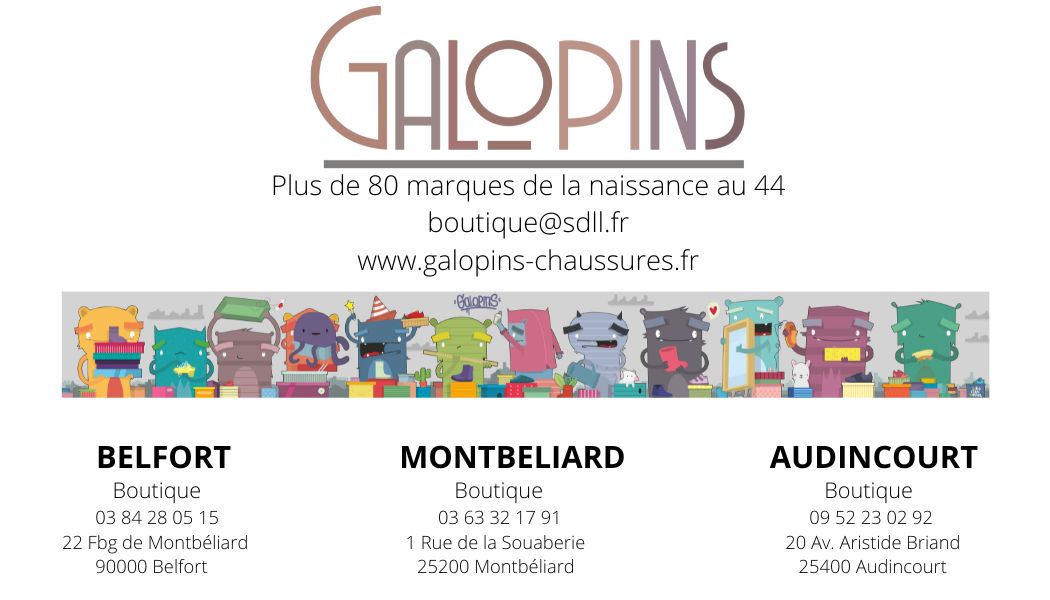 GALOPINS
Plus de 80 marques de la naissance au 44
boutique@sdll.fr
www.galopins-chaussures.fr
GALOPINS
BELFORT
Boutique
03 84 28 05 15
22 Fbg de Montbéliard
90000 Belfort
MONTBELIARD
Boutique
03 63 32 17 91
1 Rue de la Souaberie
25200 Montbéliard
AUDINCOURT
Boutique
09 52 23 02 92
20 Av. Aristide Briand
25400 Audincourt